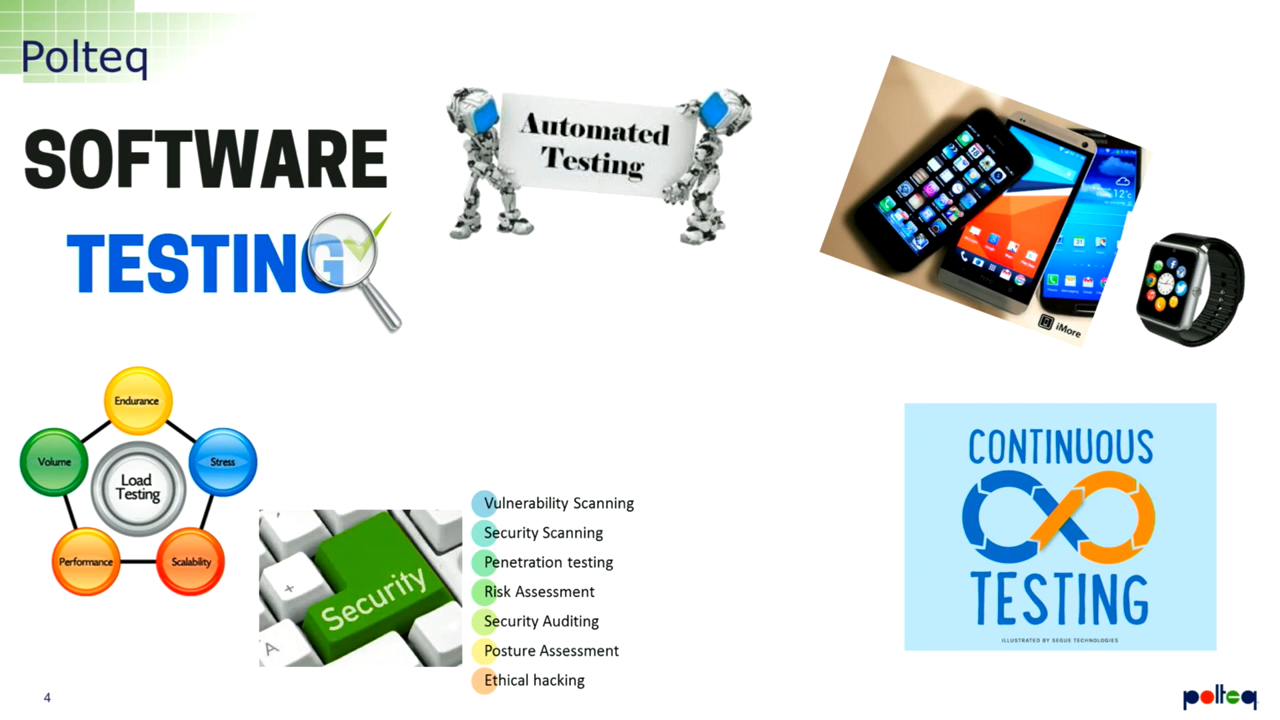 Polteq
SOFTWARE
TESTING
Automated
Testing
12°c
iMore
Endurance
Volume
Stress
Load
Testing
Performance
Scalability
+
A
Security
Vulnerability Scanning
Security Scanning
Penetration testing
Risk Assessment
Security Auditing
Posture Assessment
Ethical hacking
CONTINUOUS
TESTING
ILLUSTRATED BY SEGUE TECHNOLOGIES
4
polteq